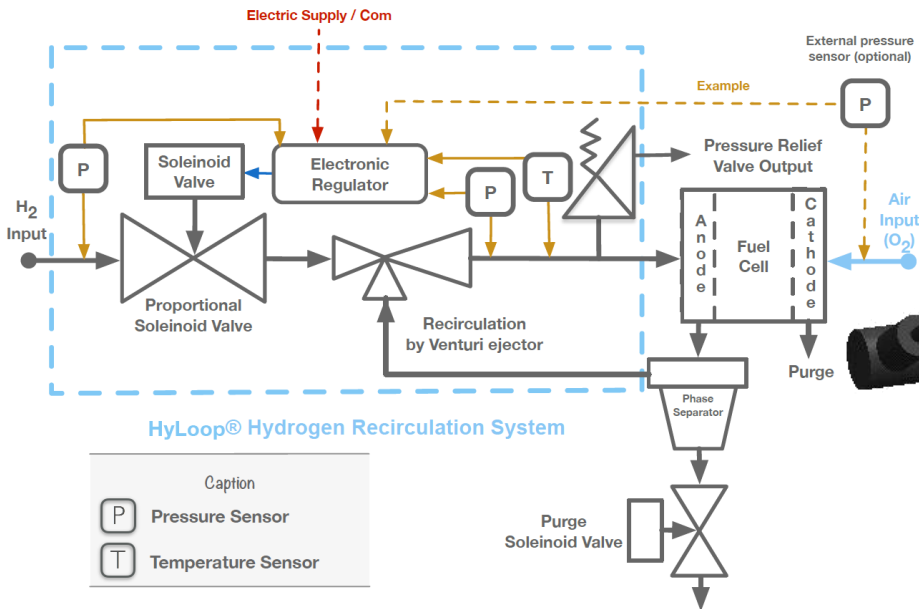 Electric Supply / Com
External pressure
sensor (optional)
Example
P
P
Soleinoid
Valve
Electronic
Regulator
P
T
Pressure Relief
Valve Output
H2
Input
Anode
Fuel
Cell
Cathode
Air
Input
(O2)
Proportional
Soleinoid Valve
Recirculation
by Venturi ejector
Purge
Phase
Separator
HyLoop® Hydrogen Recirculation System
Caption
P
Pressure Sensor
T
Temperature Sensor
Purge
Soleinoid Valve